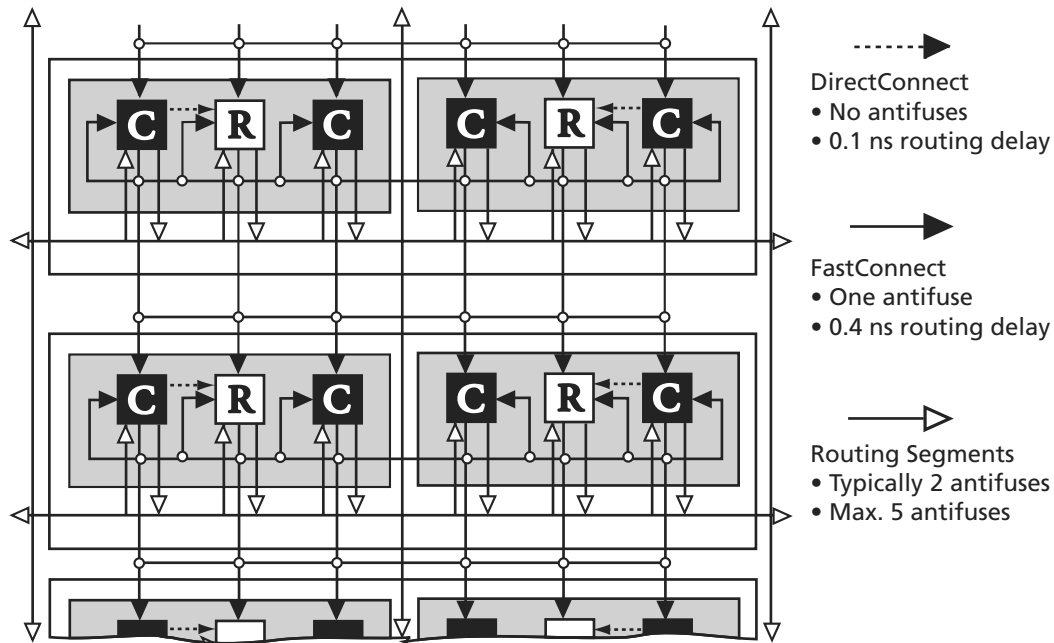 C R C C R C
C R C C R C
DirectConnect
• No antifuses
• 0.1 ns routing delay
FastConnect
• One antifuse
• 0.4 ns routing delay
Routing Segments
• Typically 2 antifuses
• Max. 5 antifuses